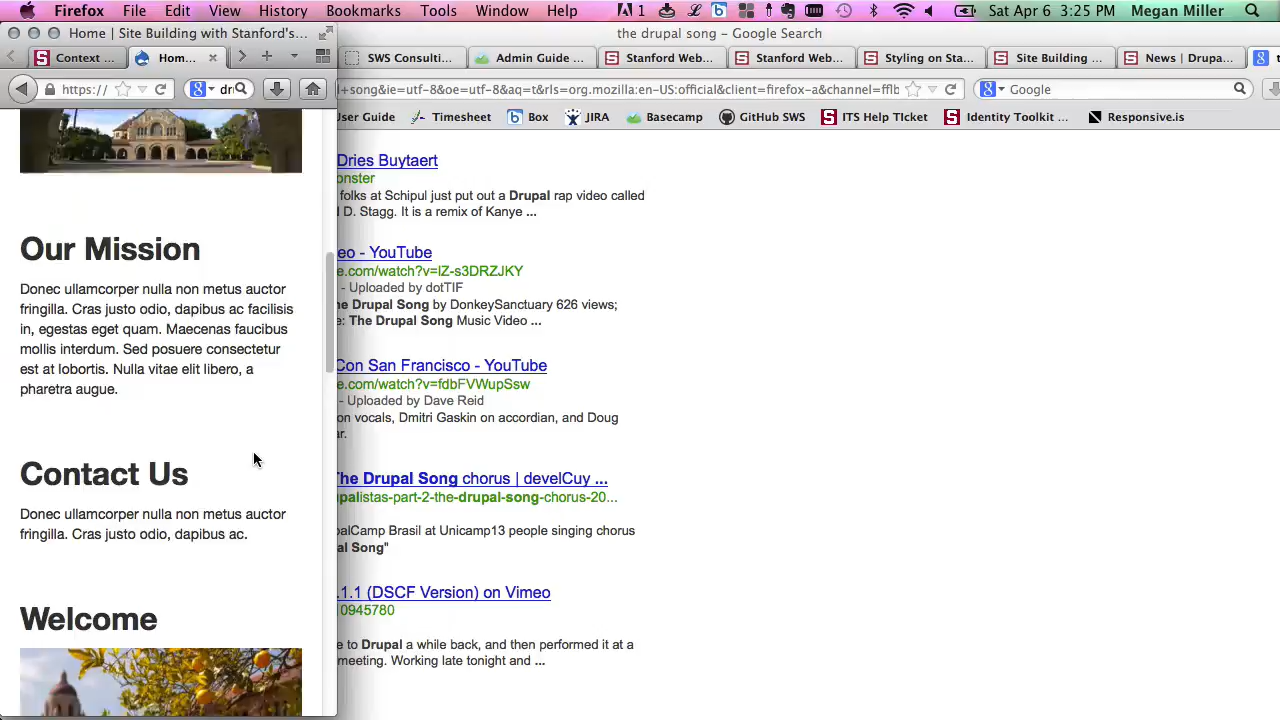 Firefox File Edit View History Bookmarks Tools Window Help 1 Sat Apr 6 3:25 PM Megan Miller
Home | Site Building with Stanford's...
the drupal song – Google Search
Context ...
Hom...
SWS Consulti...
Admin Guide ...
Stanford Web...
Stanford Web...
Styling on Sta...
Site Building ...
News | Drupa...
https://
dr
l+song&ie=utf-8&oe=utf-8&aq=t&rls=org.mozilla:en-US:official&client=firefox-a&channel=fflb
Google
User Guide
Timesheet
Box
JIRA
Basecamp
GitHub SWS
ITS Help TIcket
Identity Toolkit ...
Responsive.is
Our Mission
Donec ullamcorper nulla non metus auctor
fringilla. Cras justo odio, dapibus ac facilisis
in, egestas eget quam. Maecenas faucibus
mollis interdum. Sed posuere consectetur
est at lobortis. Nulla vitae elit libero, a
pharetra augue.
Contact Us
Donec ullamcorper nulla non metus auctor
fringilla. Cras justo odio, dapibus ac.
Welcome
Dries Buytaert
onster
folks at Schipul just put out a Drupal rap video called
d D. Stagg. It is a remix of Kanye ...
eo - YouTube
e.com/watch?v=lZ-s3DRZJKY
- Uploaded by dotTIF
he Drupal Song by DonkeySanctuary 626 views;
e: The Drupal Song Music Video ...
Con San Francisco - YouTube
e.com/watch?v=fdbFVWupSsw
- Uploaded by Dave Reid
on vocals, Dmitri Gaskin on accordian, and Doug
ar.
The Drupal Song chorus | develCuy ...
upalistas-part-2-the-drupal-song-chorus-20...
palCamp Brasil at Unicamp13 people singing chorus
al Song"
.1.1 (DSCF Version) on Vimeo
0945780
e to Drupal a while back, and then performed it at a
meeting. Working late tonight and ...